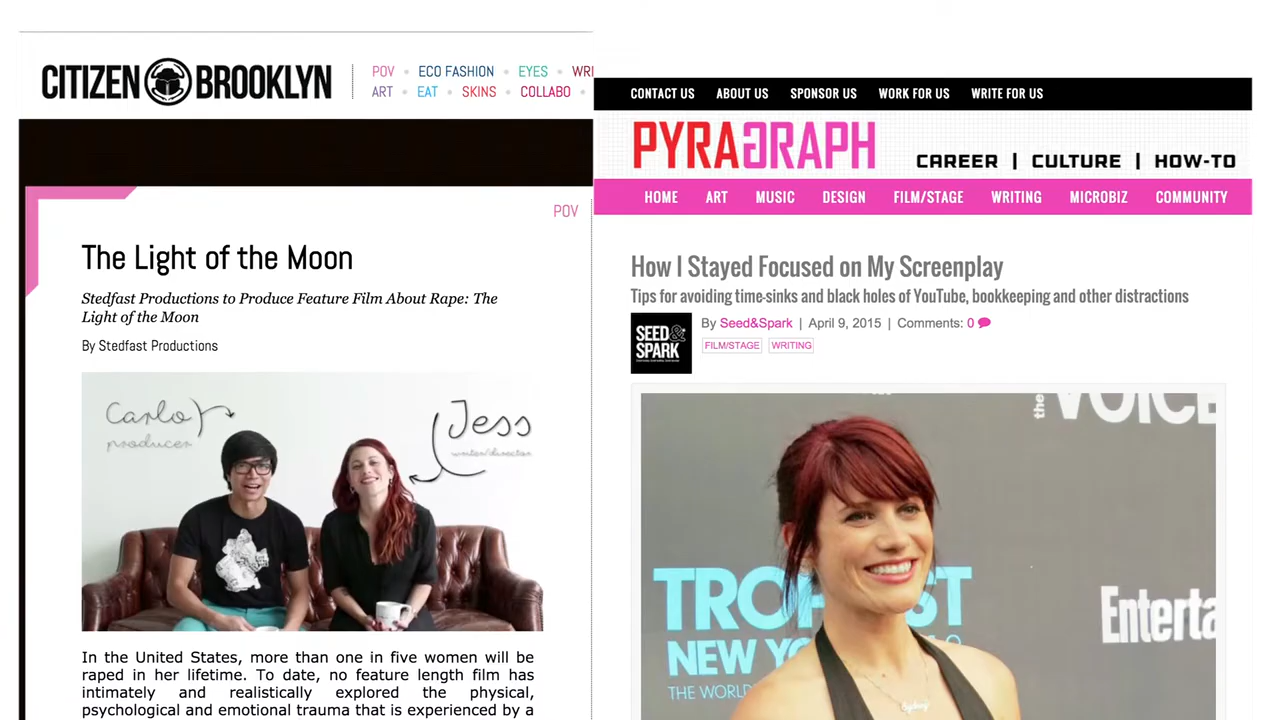 CITIZEN BROOKLYN
POV • ECO FASHION • EYES • WRI
ART • EAT • SKINS • COLLABO •
POV
The Light of the Moon
Stedfast Productions to Produce Feature Film About Rape: The
Light of the Moon
By Stedfast Productions
Carlo
producer
Jess
writer/director
In the United States, more than one in five women will be
raped in her lifetime. To date, no feature length film has
intimately and realistically explored the physical,
psychological and emotional trauma that is experienced by a
CONTACT US ABOUT US SPONSOR US WORK FOR US WRITE FOR US
PYRAGRAPH
CAREER | CULTURE | HOW-TO
HOME ART MUSIC DESIGN FILM/STAGE WRITING MICROBIZ COMMUNITY
How I Stayed Focused on My Screenplay
Tips for avoiding time-sinks and black holes of YouTube, bookkeeping and other distractions
SEED&
SPARK
By Seed&Spark | April 9, 2015 | Comments: 0
FILM/STAGE WRITING
the VOICE
TROPFEST
NEW YO
THE WORLD
Enterta